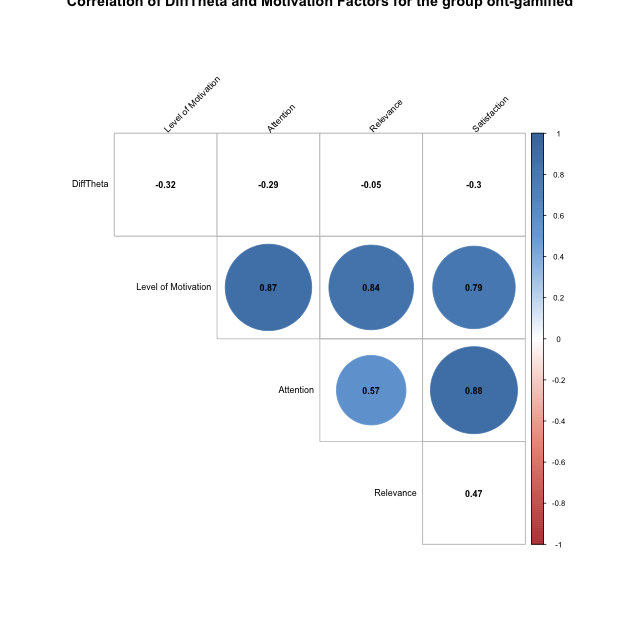 Correlation of DiffTheta and Motivation Factors for the group ont-gamified
Level of Motivation
Attention
Relevance
Satisfaction
DiffTheta -0.32 -0.29 -0.05 -0.3
Level of Motivation 0.87 0.84 0.79
Attention 0.57 0.88
Relevance 0.47
1
0.8
0.6
0.4
0.2
0
-0.2
-0.4
-0.6
-0.8
-1